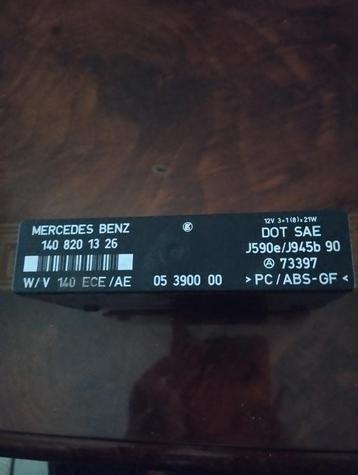 MERCEDES BENZ
140 820 13 26
W/V 140 ECE/AE
05 3900 00
12V 3+1(8)×21W
DOT SAE
J590e/J945b 90
A 73397
>PC/ABS-GF<